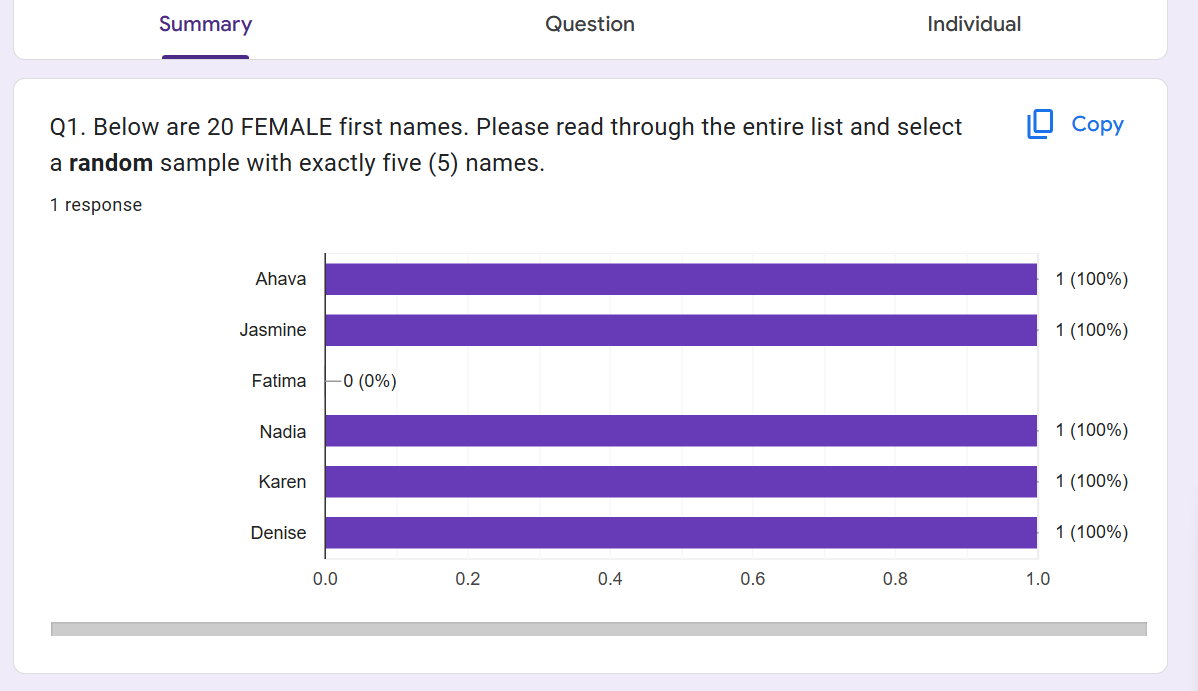 Summary Question Individual
Q1. Below are 20 FEMALE first names. Please read through the entire list and select
a random sample with exactly five (5) names.
Copy
1 response
Ahava 1 (100%)
Jasmine 1 (100%)
Fatima 0 (0%)
Nadia 1 (100%)
Karen 1 (100%)
Denise 1 (100%)
0.0 0.2 0.4 0.6 0.8 1.0